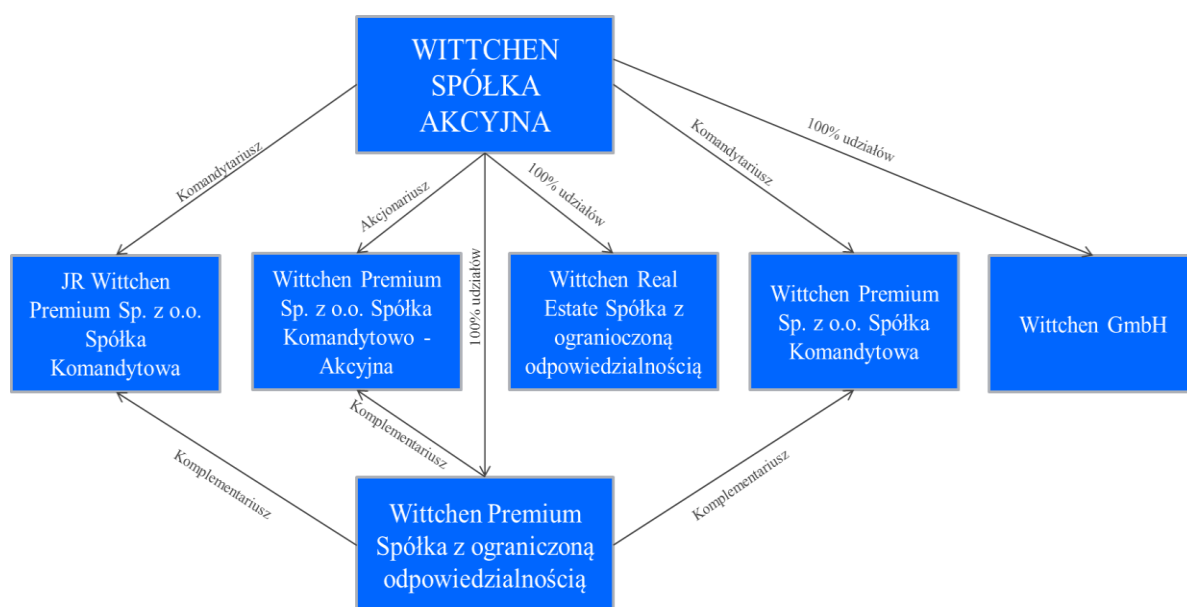 WITTCHEN
SPÓŁKA
AKCYJNA
Komandytariusz
Akcjonariusz
100% udziałów
100% udziałów
Komandytariusz
100% udziałów
JR Wittchen
Premium Sp. z o.o.
Spółka
Komandytowa
Wittchen Premium
Sp. z o.o. Spółka
Komandytowo -
Akcyjna
Wittchen Real
Estate Spółka z
ogranioczoną
odpowiedzialnością
Wittchen Premium
Sp. z o.o. Spółka
Komandytowa
Wittchen GmbH
Komplementariusz
Komplementariusz
Komplementariusz
Wittchen Premium
Spółka z ograniczoną
odpowiedzialnością